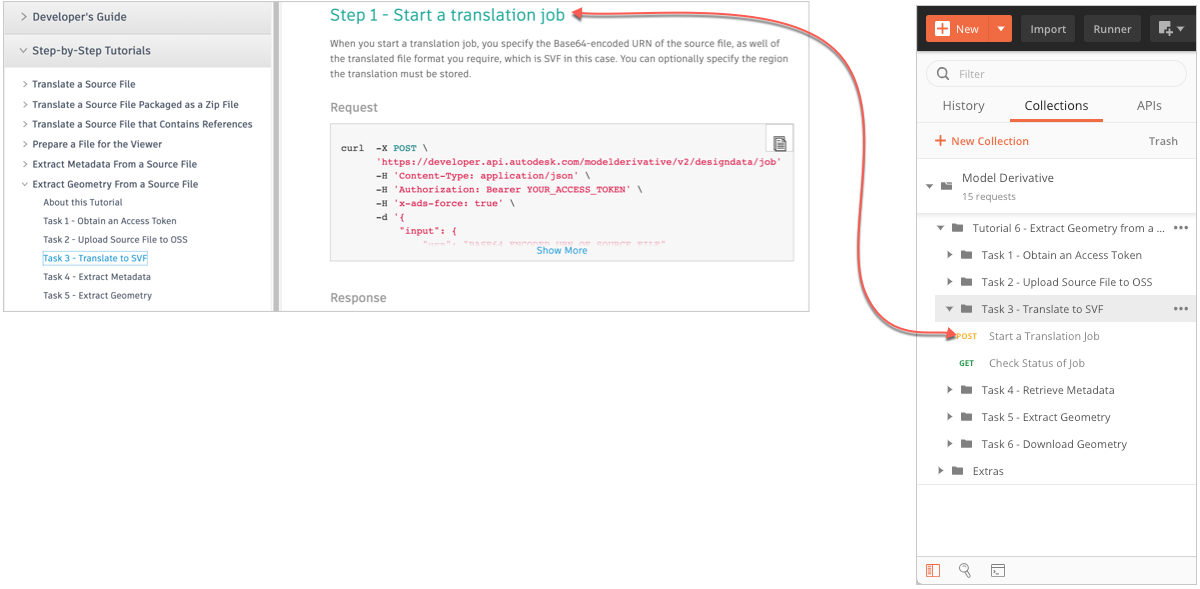 Developer's Guide
Step-by-Step Tutorials
Translate a Source File
Translate a Source File Packaged as a Zip File
Translate a Source File that Contains References
Prepare a File for the Viewer
Extract Metadata From a Source File
Extract Geometry From a Source File
About this Tutorial
Task 1 - Obtain an Access Token
Task 2 - Upload Source File to OSS
Task 3 - Translate to SVF
Task 4 - Extract Metadata
Task 5 - Extract Geometry
Step 1 - Start a translation job
When you start a translation job, you specify the Base64-encoded URN of the source file, as well of
the translated file format you require, which is SVF in this case. You can optionally specify the region
the translation must be stored.
Request
curl -X POST \
'https://developer.api.autodesk.com/modelderivative/v2/designdata/job'
-H 'Content-Type: application/json' \
-H 'Authorization: Bearer YOUR_ACCESS_TOKEN' \
-H 'x-ads-force: true' \
-d '{
"input": {
"urn": "BASE64_ENCODED_URN_OF_SOURCE_FILE"
Show More
Response
New
Import
Runner
Filter
History Collections APIs
+ New Collection Trash
Model Derivative
15 requests
Tutorial 6 - Extract Geometry from a ...
Task 1 - Obtain an Access Token
Task 2 - Upload Source File to OSS
Task 3 - Translate to SVF
POST Start a Translation Job
GET Check Status of Job
Task 4 - Retrieve Metadata
Task 5 - Extract Geometry
Task 6 - Download Geometry
Extras